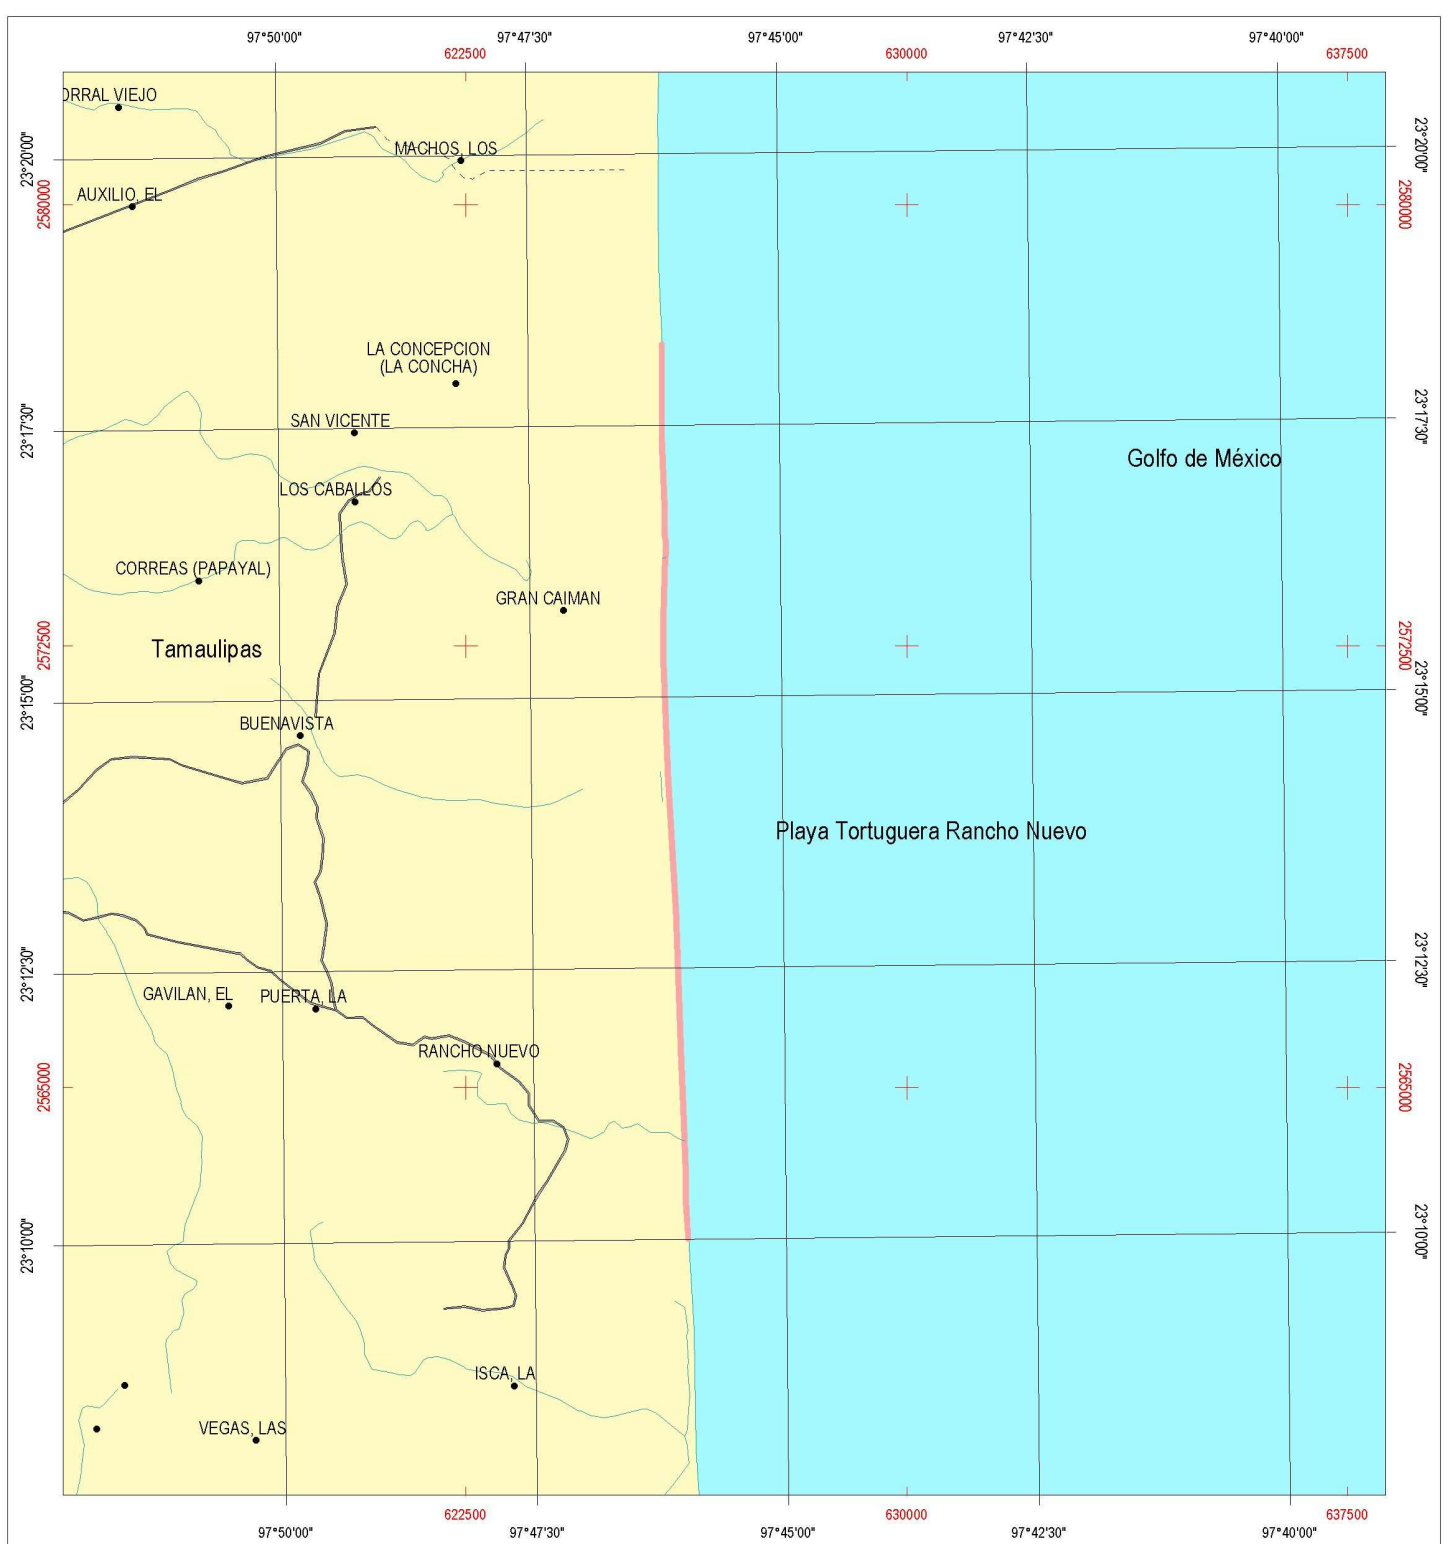 97°50'00" 97°47'30" 97°45'00" 97°42'30" 97°40'00"
622500 630000 637500
ORRAL VIEJO
23°20'00" 23°20'00"
MACHOS, LOS
AUXILIO, EL
2580000 2580000
LA CONCEPCION
(LA CONCHA)
SAN VICENTE
23°17'30" 23°17'30"
Golfo de México
LOS CABALLOS
CORREAS (PAPAYAL)
GRAN CAIMAN
Tamaulipas
2572500 2572500
23°15'00" 23°15'00"
BUENAVISTA
Playa Tortuguera Rancho Nuevo
23°12'30" 23°12'30"
GAVILAN, EL PUERTA, LA
RANCHO NUEVO
2565000 2565000
23°10'00" 23°10'00"
ISCA, LA
VEGAS, LAS
622500 630000 637500
97°50'00" 97°47'30" 97°45'00" 97°42'30" 97°40'00"